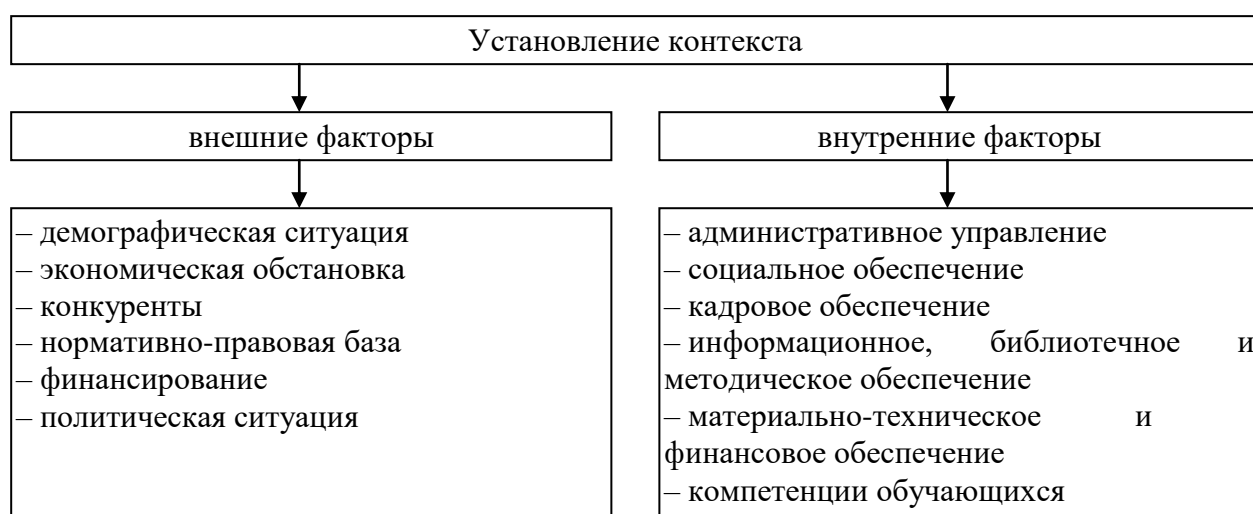 Установление контекста
внешние факторы
внутренние факторы
– демографическая ситуация
– экономическая обстановка
– конкуренты
– нормативно-правовая база
– финансирование
– политическая ситуация
– административное управление
– социальное обеспечение
– кадровое обеспечение
– информационное, библиотечное и
методическое обеспечение
– материально-техническое и
финансовое обеспечение
– компетенции обучающихся